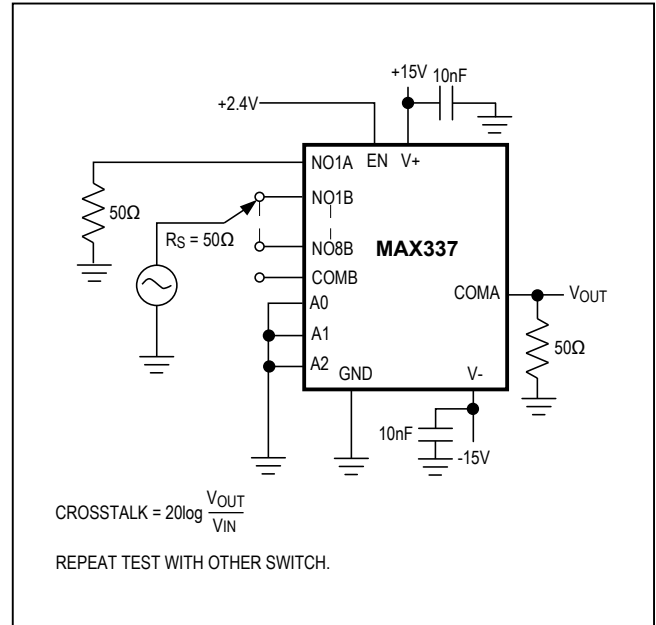 +15V 10nF
+2.4V
EN V+
NO1A
NO1B
50Ω
RS = 50Ω
NO8B
MAX337
COMB
COMA
VOUT
A0
A1
50Ω
A2
GND
V-
10nF
-15V
CROSSTALK = 20log VOUT
VIN
REPEAT TEST WITH OTHER SWITCH.